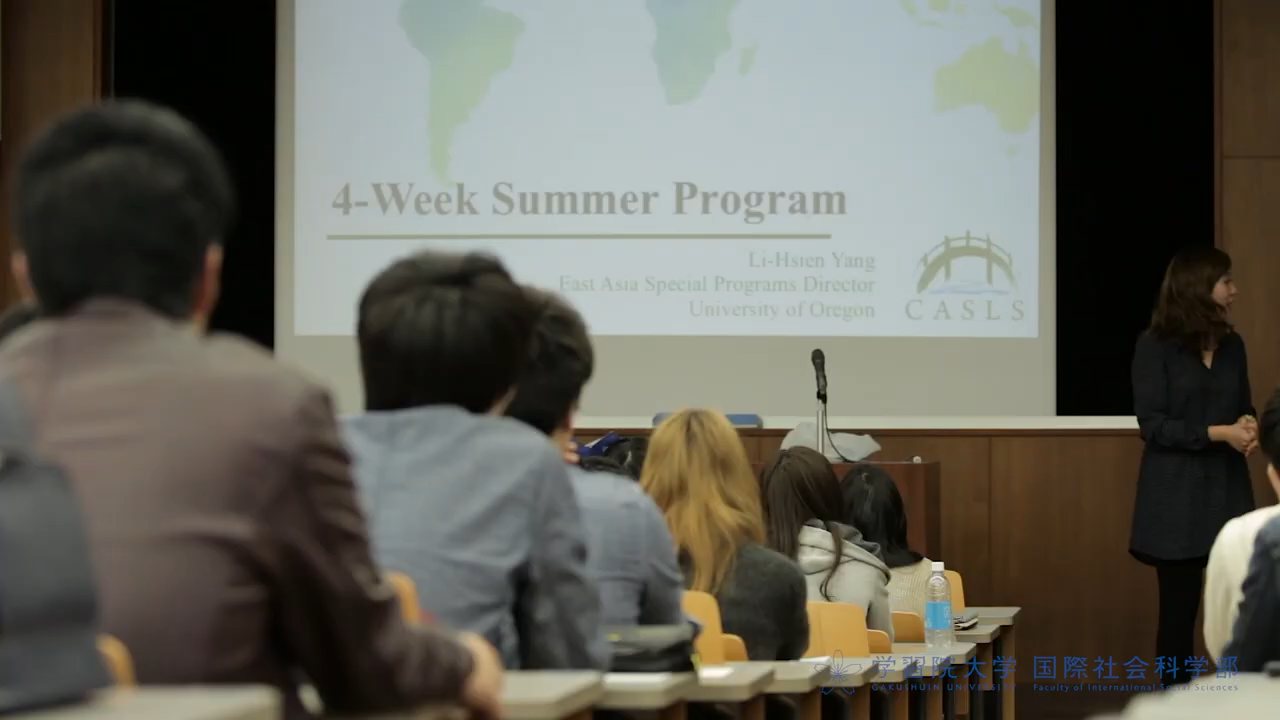 4-Week Summer Program
Li-Hsien Yang
East Asia Special Programs Director
University of Oregon
CASLS
学習院大学 国際社会科学部
GAKUSHUIN UNIVERSITY Faculty of International Social Sciences